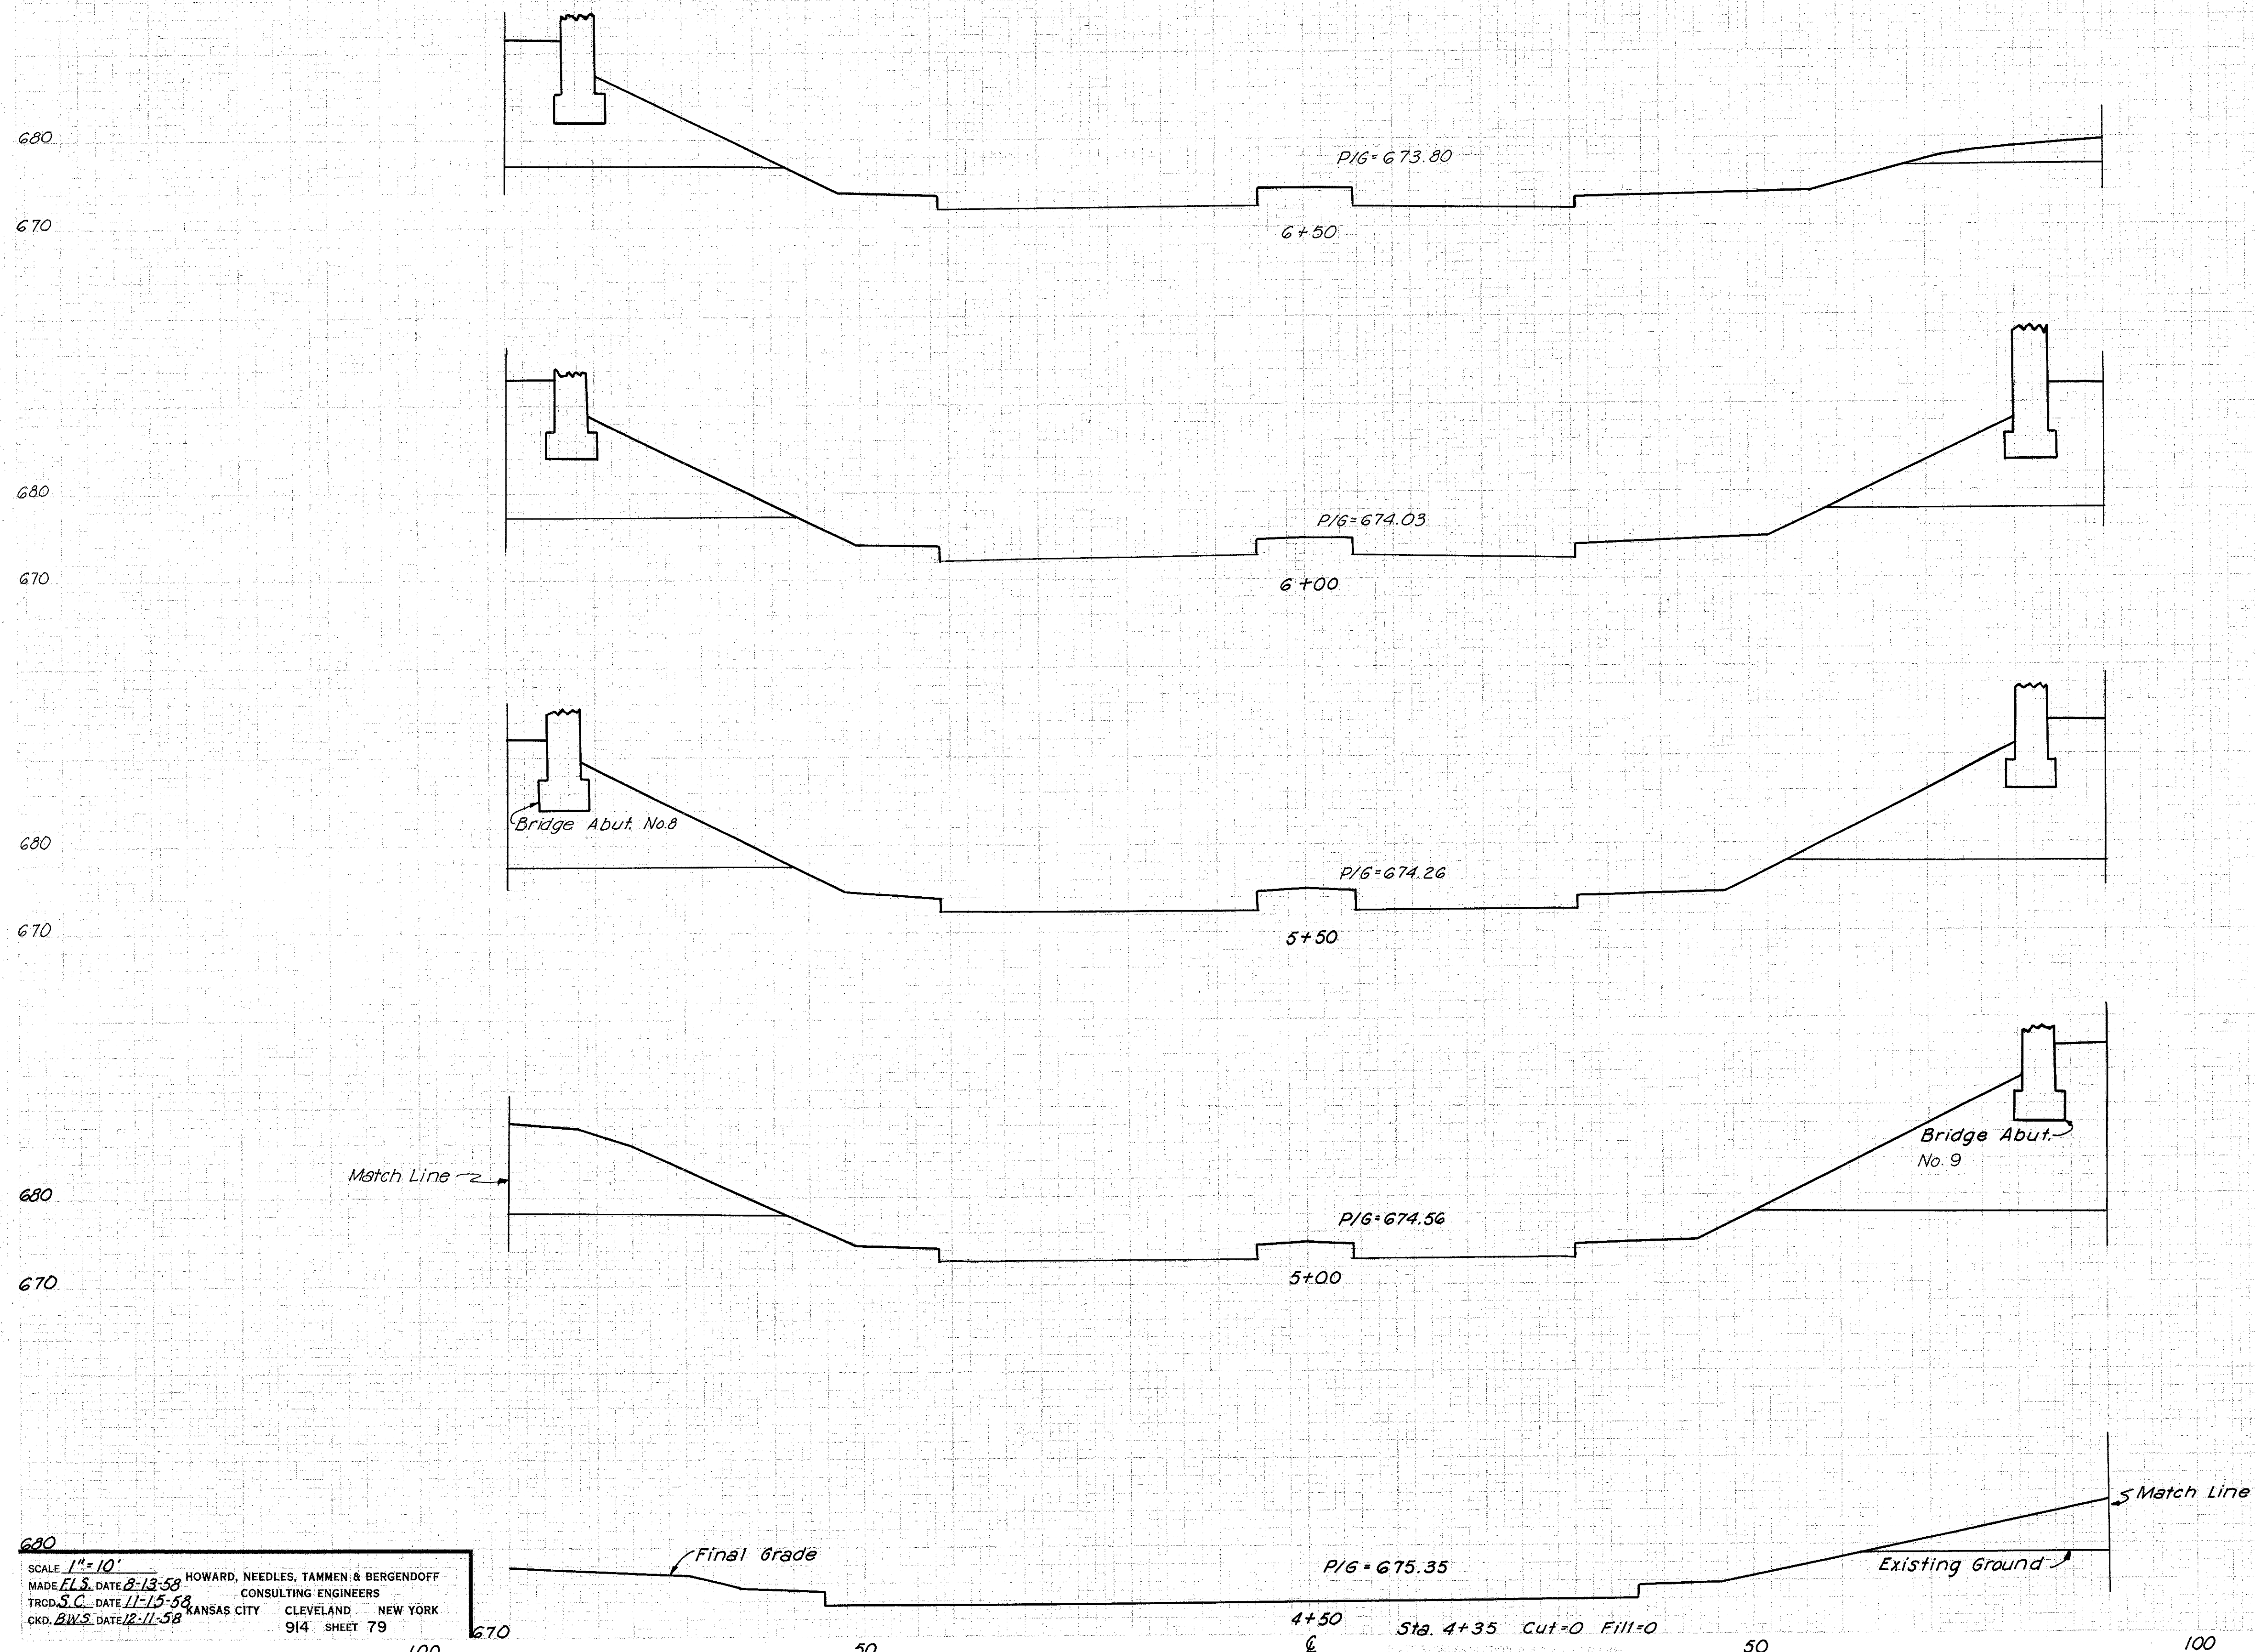 680
P/G=673.80
670
6+50
680
P/G=674.03
670
6+00
Bridge Abut. No.8
680
P/G=674.26
670
5+50
Bridge Abut.
No. 9
Match Line
680
P/G=674.56
670
5+00
Match Line
680
Final Grade
P/G=675.35
Existing Ground
SCALE 1"=10'
MADE F.L.S. DATE 8-13-58
TRCD. S.C. DATE 11-15-58
CKD. B.W.S. DATE 12-11-58
HOWARD, NEEDLES, TAMMEN & BERGENDOFF
CONSULTING ENGINEERS
KANSAS CITY CLEVELAND NEW YORK
914 SHEET 79
670
4+50
Sta. 4+35 Cut=0 Fill=0
100 50 ℄ 50 100